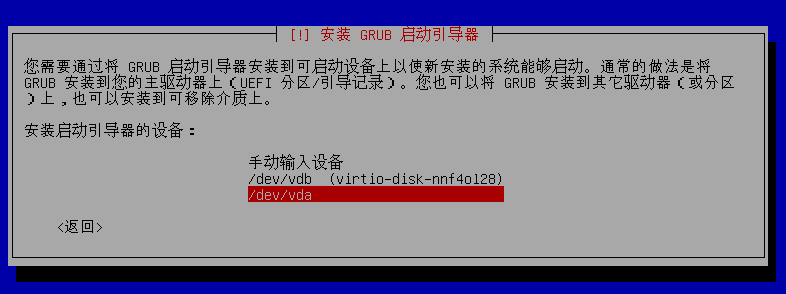 [!] 安装 GRUB 启动引导器
您需要通过将 GRUB 启动引导器安装到可启动设备上以使新安装的系统能够启动。通常的做法是将
GRUB 安装到您的主驱动器上（UEFI 分区/引导记录）。您也可以将 GRUB 安装到其它驱动器（或分区
）上，也可以安装到可移除介质上。
安装启动引导器的设备：
手动输入设备
/dev/vdb (virtio-disk-nnf4o128)
/dev/vda
<返回>